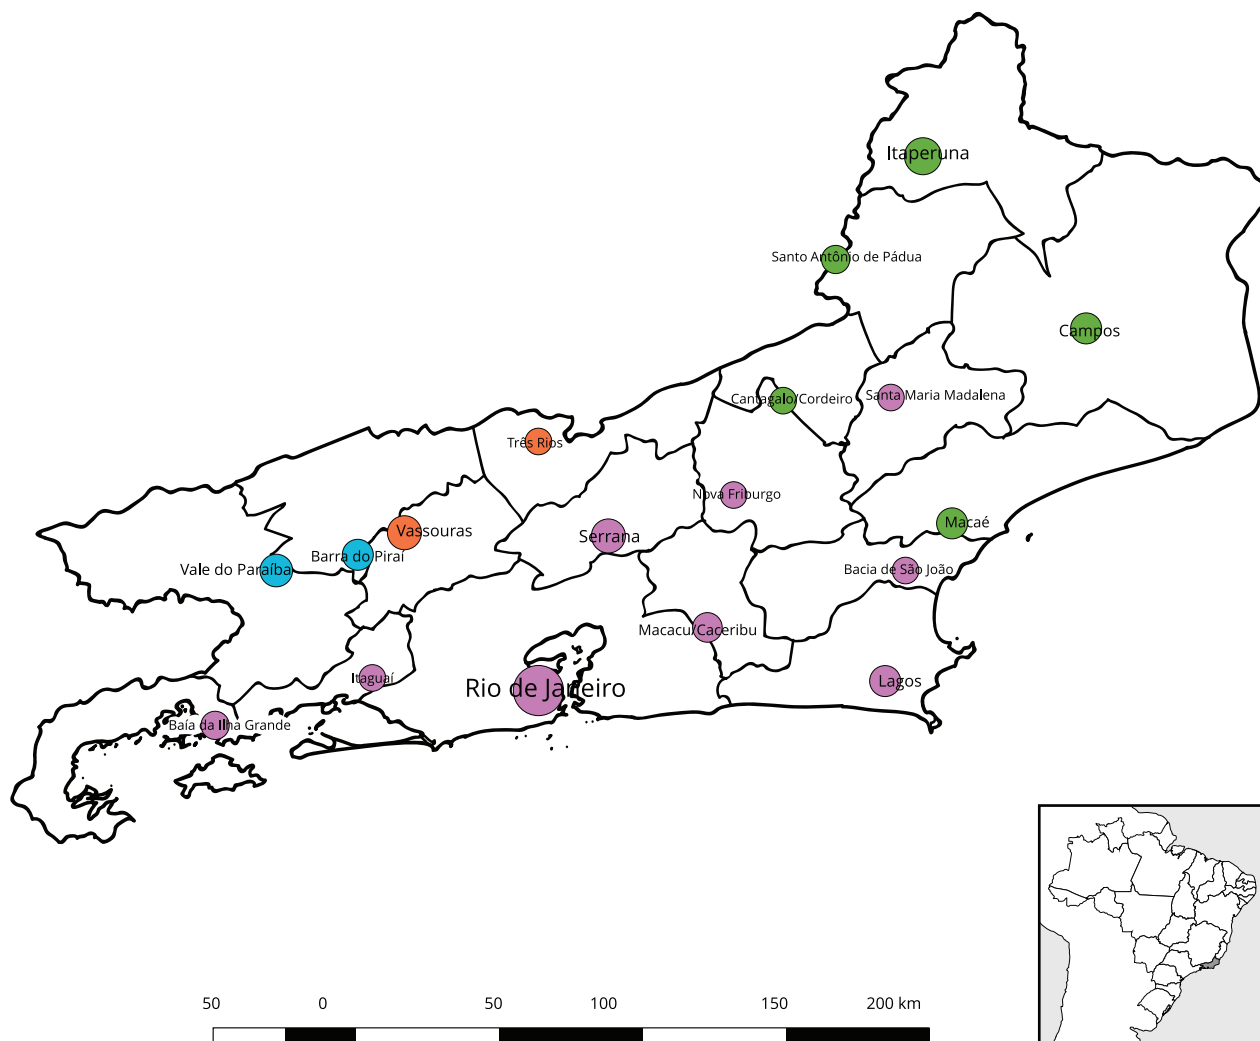 Itaperuna
Santo Antônio de Pádua
Campos
Cantagalo/Cordeiro
Santa Maria Madalena
Três Rios
Nova Friburgo
Vassouras
Serrana
Macaé
Barra do Piraí
Vale do Paraíba
Bacia de São João
Macacu/Caceribu
Itaguaí
Rio de Janeiro
Lagos
Baía da Ilha Grande
50 0 50 100 150 200 km